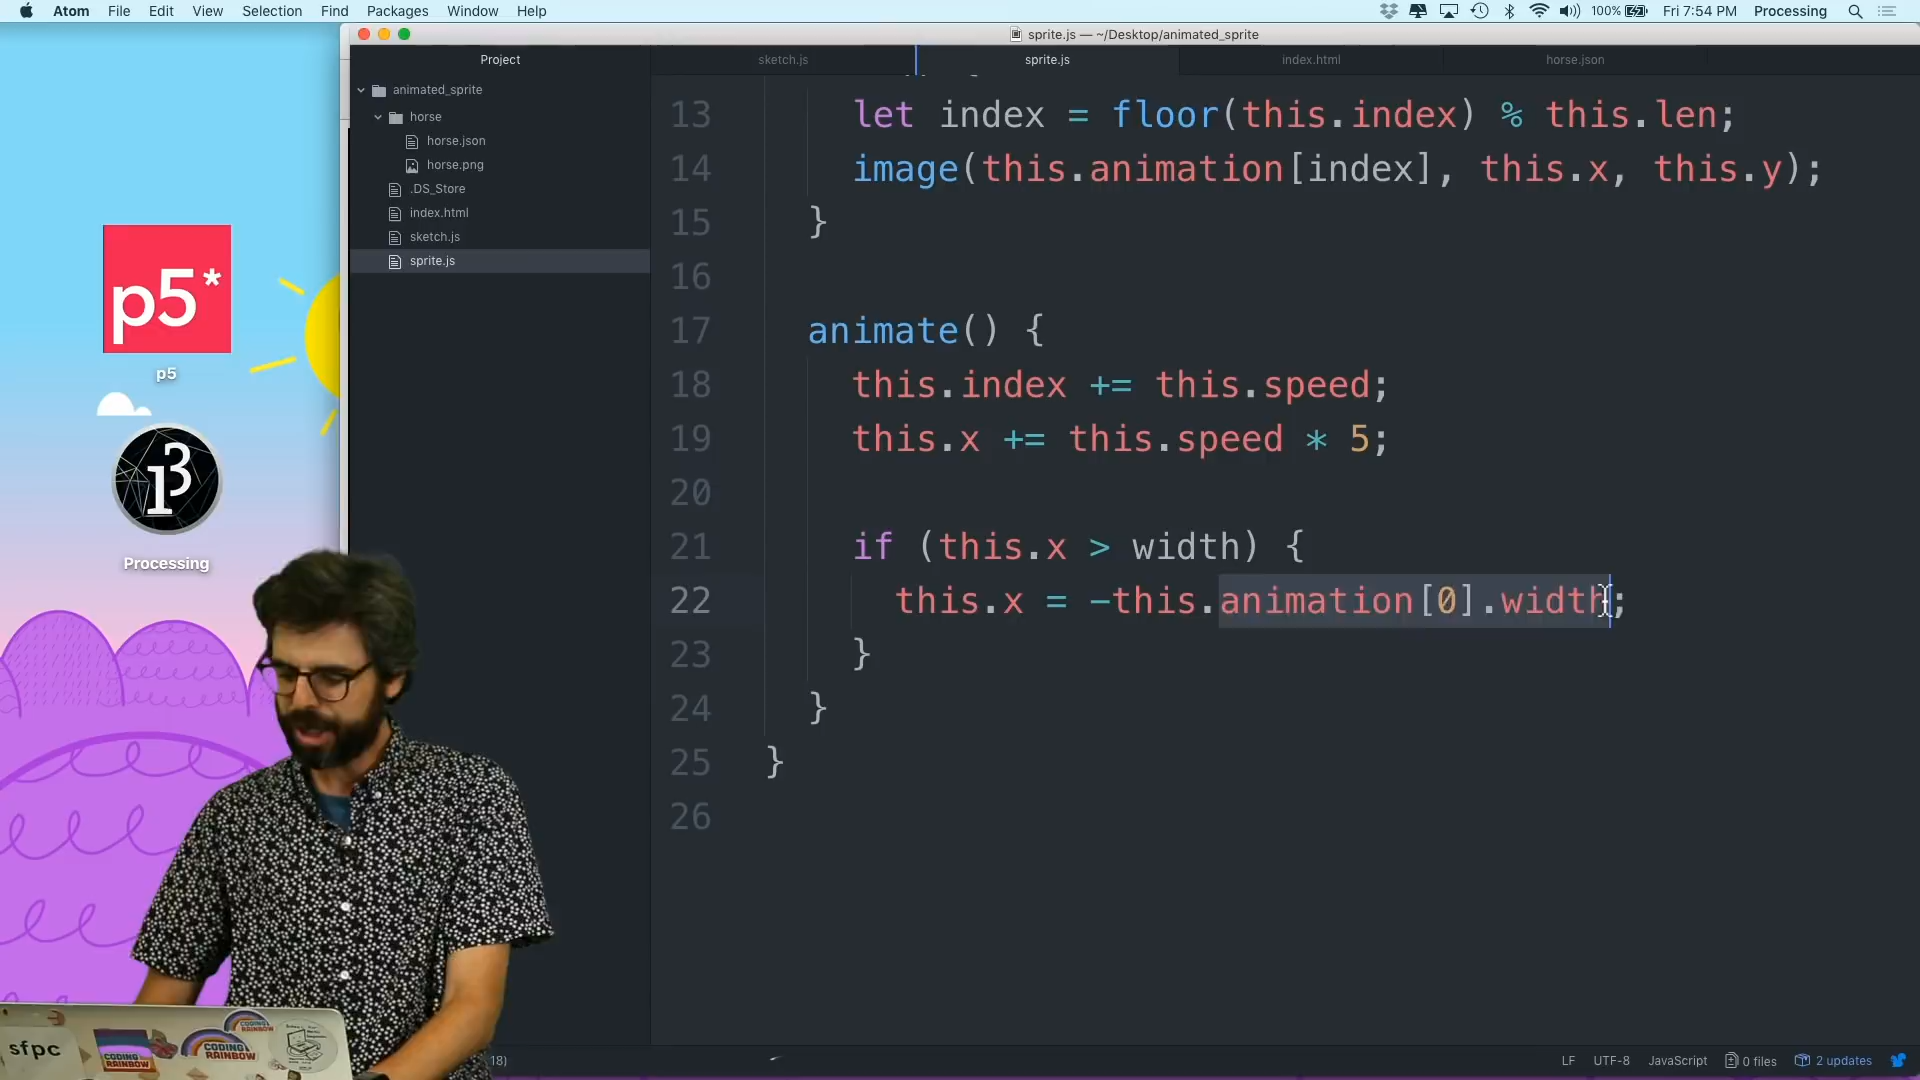 Atom File Edit View Selection Find Packages Window Help
100% Fri 7:54 PM Processing
sprite.js — ~/Desktop/animated_sprite
Project
sketch.js
sprite.js
index.html
horse.json
animated_sprite
horse
horse.json
horse.png
.DS_Store
index.html
sketch.js
sprite.js
13 let index = floor(this.index) % this.len;
14 image(this.animation[index], this.x, this.y);
15 }
16
17 animate() {
18 this.index += this.speed;
19 this.x += this.speed * 5;
20
21 if (this.x > width) {
22 this.x = -this.animation[0].width;
23 }
24 }
25 }
26
p5*
p5
Processing
sfpc
CODING
RAINBOW
CODING
RAINBOW
CODING
RAINBOW
18)
LF UTF-8 JavaScript 0 files 2 updates